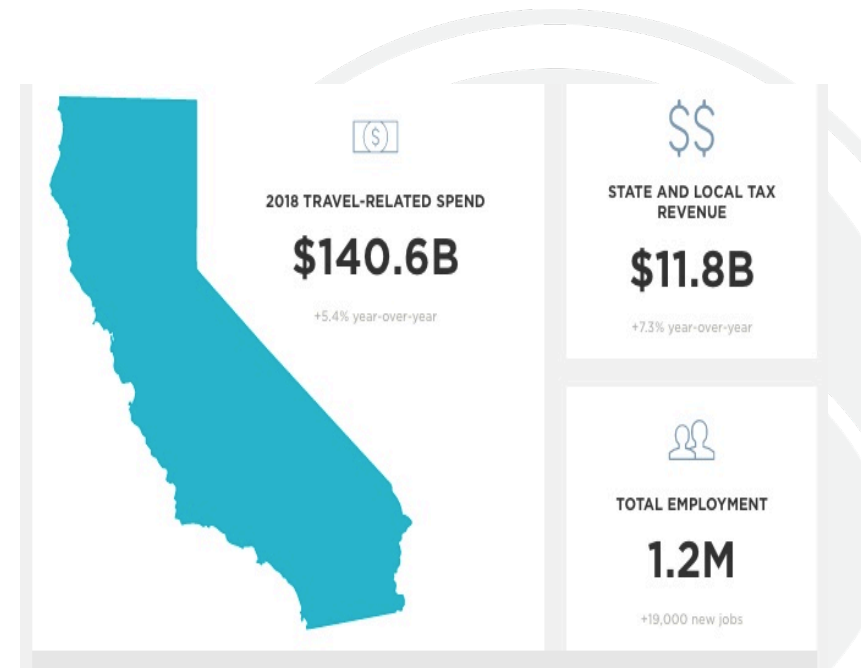 2018 TRAVEL-RELATED SPEND
$140.6B
+5.4% year-over-year
$$
STATE AND LOCAL TAX
REVENUE
$11.8B
+7.3% year-over-year
TOTAL EMPLOYMENT
1.2M
+19,000 new jobs